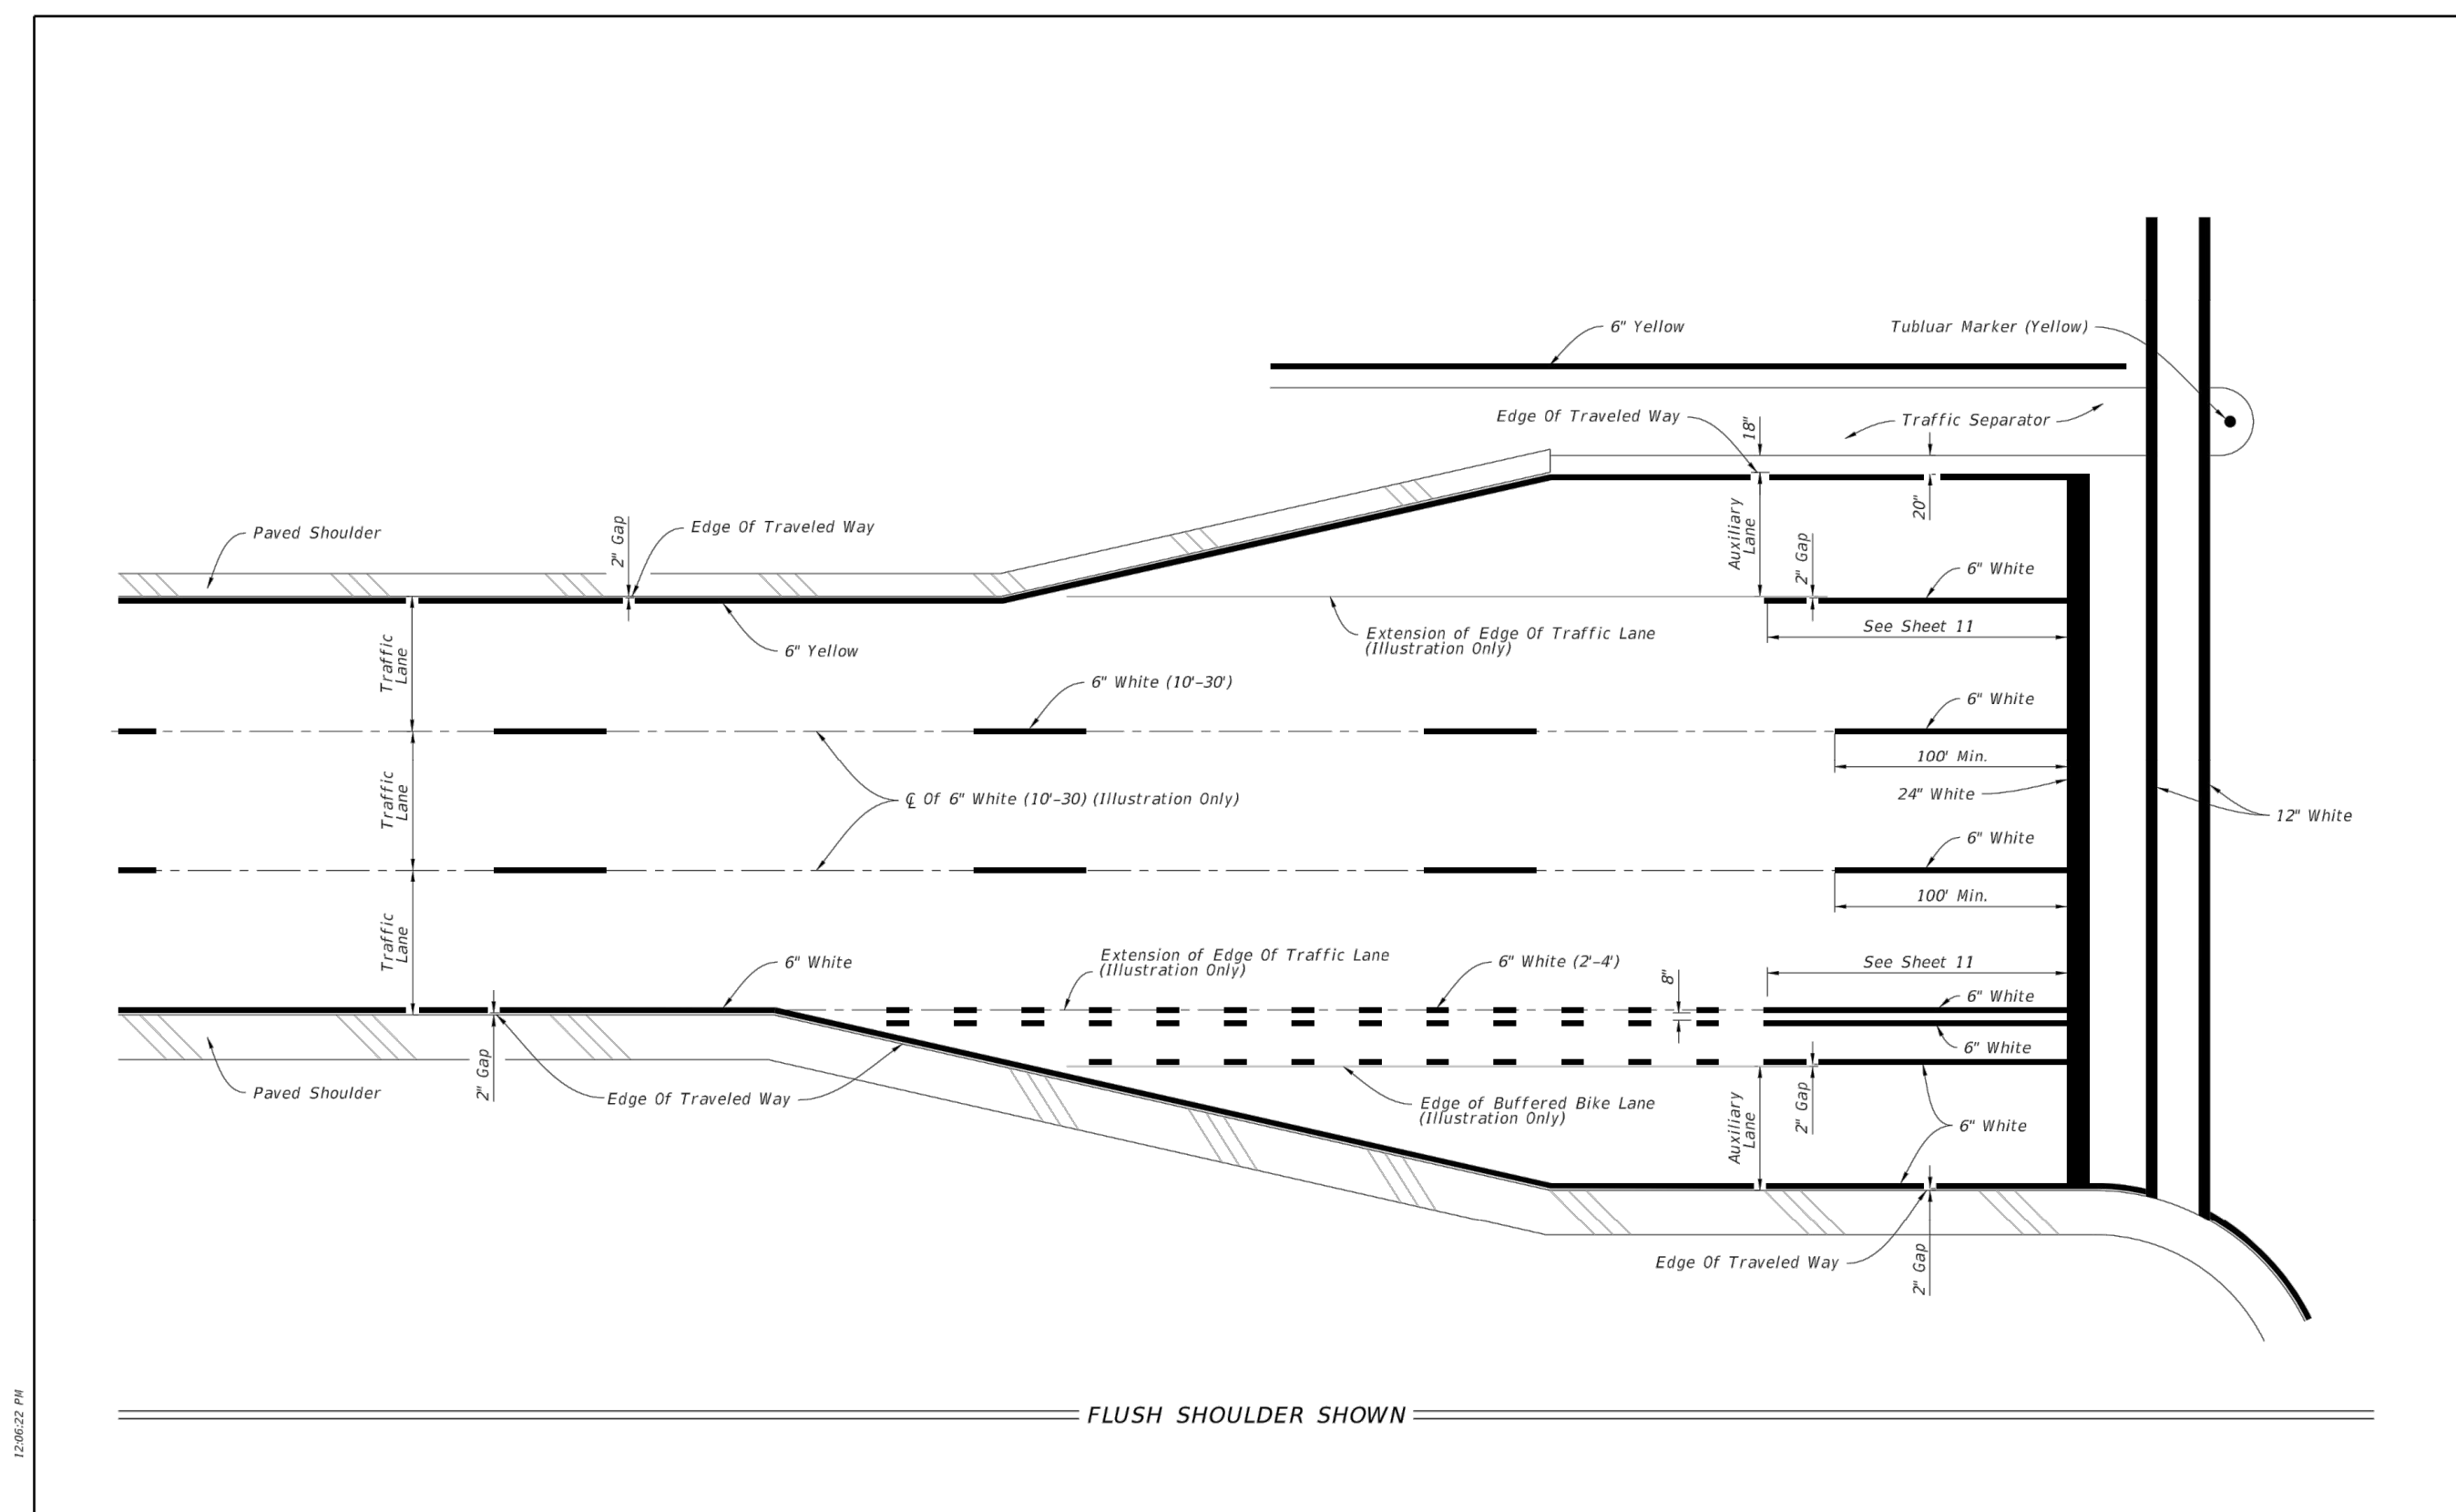 6" Yellow
Tubluar Marker (Yellow)
Edge Of Traveled Way
18"
Traffic Separator
Paved Shoulder
2" Gap
Edge Of Traveled Way
Auxiliary
Lane
20"
2" Gap
6" White
Traffic
Lane
6" Yellow
Extension of Edge Of Traffic Lane
(Illustration Only)
See Sheet 11
6" White (10'-30')
6" White
100' Min.
Traffic
Lane
℄ Of 6" White (10'-30) (Illustration Only)
24" White
12" White
6" White
100' Min.
Traffic
Lane
6" White
Extension of Edge Of Traffic Lane
(Illustration Only)
6" White (2'-4')
8"
See Sheet 11
6" White
6" White
Paved Shoulder
2" Gap
Edge Of Traveled Way
Edge of Buffered Bike Lane
(Illustration Only)
Auxiliary
Lane
2" Gap
6" White
Edge Of Traveled Way
2" Gap
FLUSH SHOULDER SHOWN
12:06:22 PM